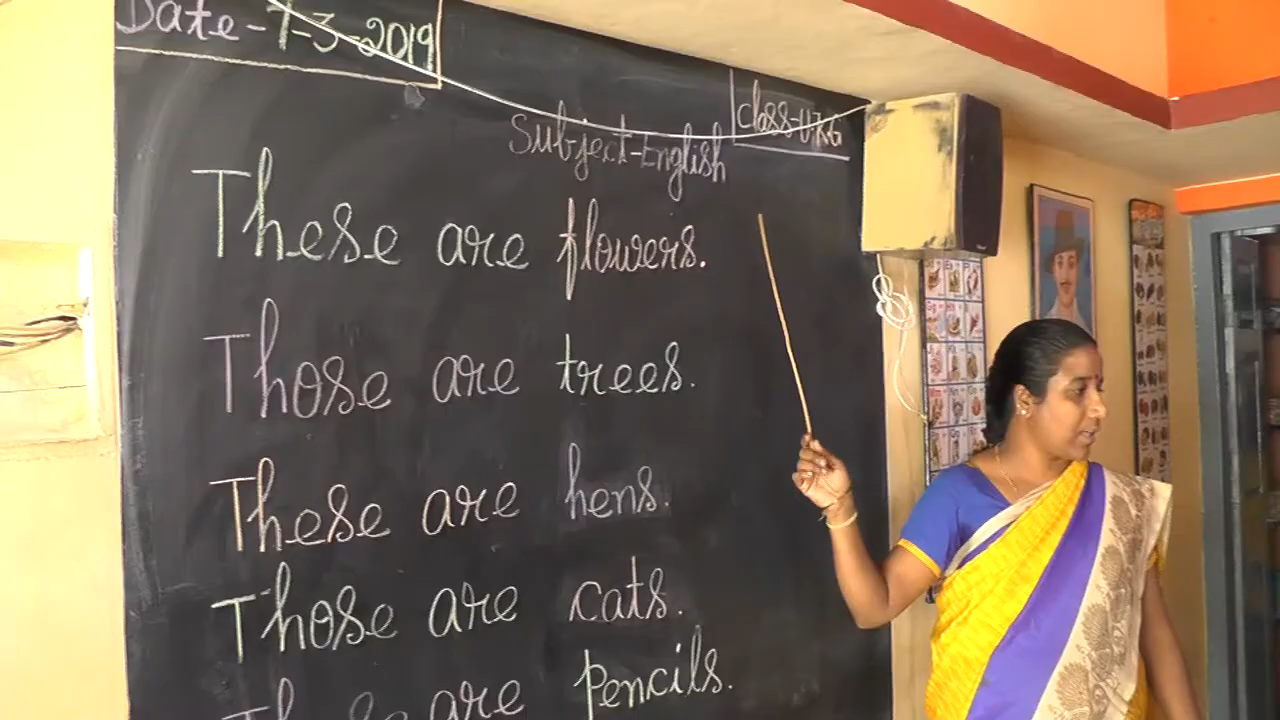 Date-7-3-2019
Class-U.K.G
Subject-English
These are flowers.
Those are trees.
These are hens.
Those are cats.
These are pencils.